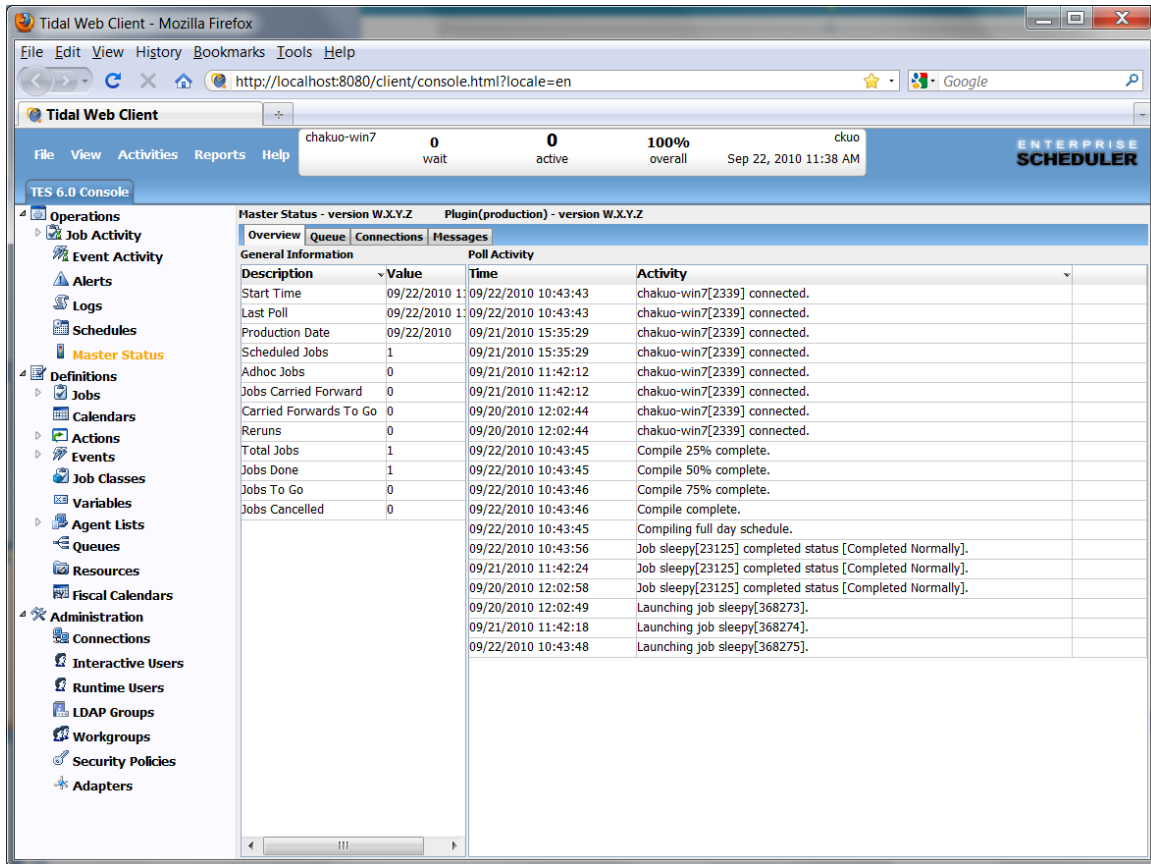 Tidal Web Client - Mozilla Firefox
File Edit View History Bookmarks Tools Help
http://localhost:8080/client/console.html?locale=en
Google
Tidal Web Client
File View Activities Reports Help
chakuo-win7
0
wait
0
active
100%
overall
ckuo
Sep 22, 2010 11:38 AM
ENTERPRISE
SCHEDULER
TES 6.0 Console
Operations
Job Activity
Event Activity
Alerts
Logs
Schedules
Master Status
Definitions
Jobs
Calendars
Actions
Events
Job Classes
Variables
Agent Lists
Queues
Resources
Fiscal Calendars
Administration
Connections
Interactive Users
Runtime Users
LDAP Groups
Workgroups
Security Policies
Adapters
Master Status - version W.X.Y.Z Plugin(production) - version W.X.Y.Z
Overview Queue Connections Messages
General Information
Description Value
Start Time 09/22/2010 11
Last Poll 09/22/2010 11
Production Date 09/22/2010
Scheduled Jobs 1
Adhoc Jobs 0
Jobs Carried Forward 0
Carried Forwards To Go 0
Reruns 0
Total Jobs 1
Jobs Done 1
Jobs To Go 0
Jobs Cancelled 0
Poll Activity
Time Activity
09/22/2010 10:43:43 chakuo-win7[2339] connected.
09/22/2010 10:43:43 chakuo-win7[2339] connected.
09/21/2010 15:35:29 chakuo-win7[2339] connected.
09/21/2010 15:35:29 chakuo-win7[2339] connected.
09/21/2010 11:42:12 chakuo-win7[2339] connected.
09/21/2010 11:42:12 chakuo-win7[2339] connected.
09/20/2010 12:02:44 chakuo-win7[2339] connected.
09/20/2010 12:02:44 chakuo-win7[2339] connected.
09/22/2010 10:43:45 Compile 25% complete.
09/22/2010 10:43:45 Compile 50% complete.
09/22/2010 10:43:46 Compile 75% complete.
09/22/2010 10:43:46 Compile complete.
09/22/2010 10:43:45 Compiling full day schedule.
09/22/2010 10:43:56 Job sleepy[23125] completed status [Completed Normally].
09/21/2010 11:42:24 Job sleepy[23125] completed status [Completed Normally].
09/20/2010 12:02:58 Job sleepy[23125] completed status [Completed Normally].
09/20/2010 12:02:49 Launching job sleepy[368273].
09/21/2010 11:42:18 Launching job sleepy[368274].
09/22/2010 10:43:48 Launching job sleepy[368275].